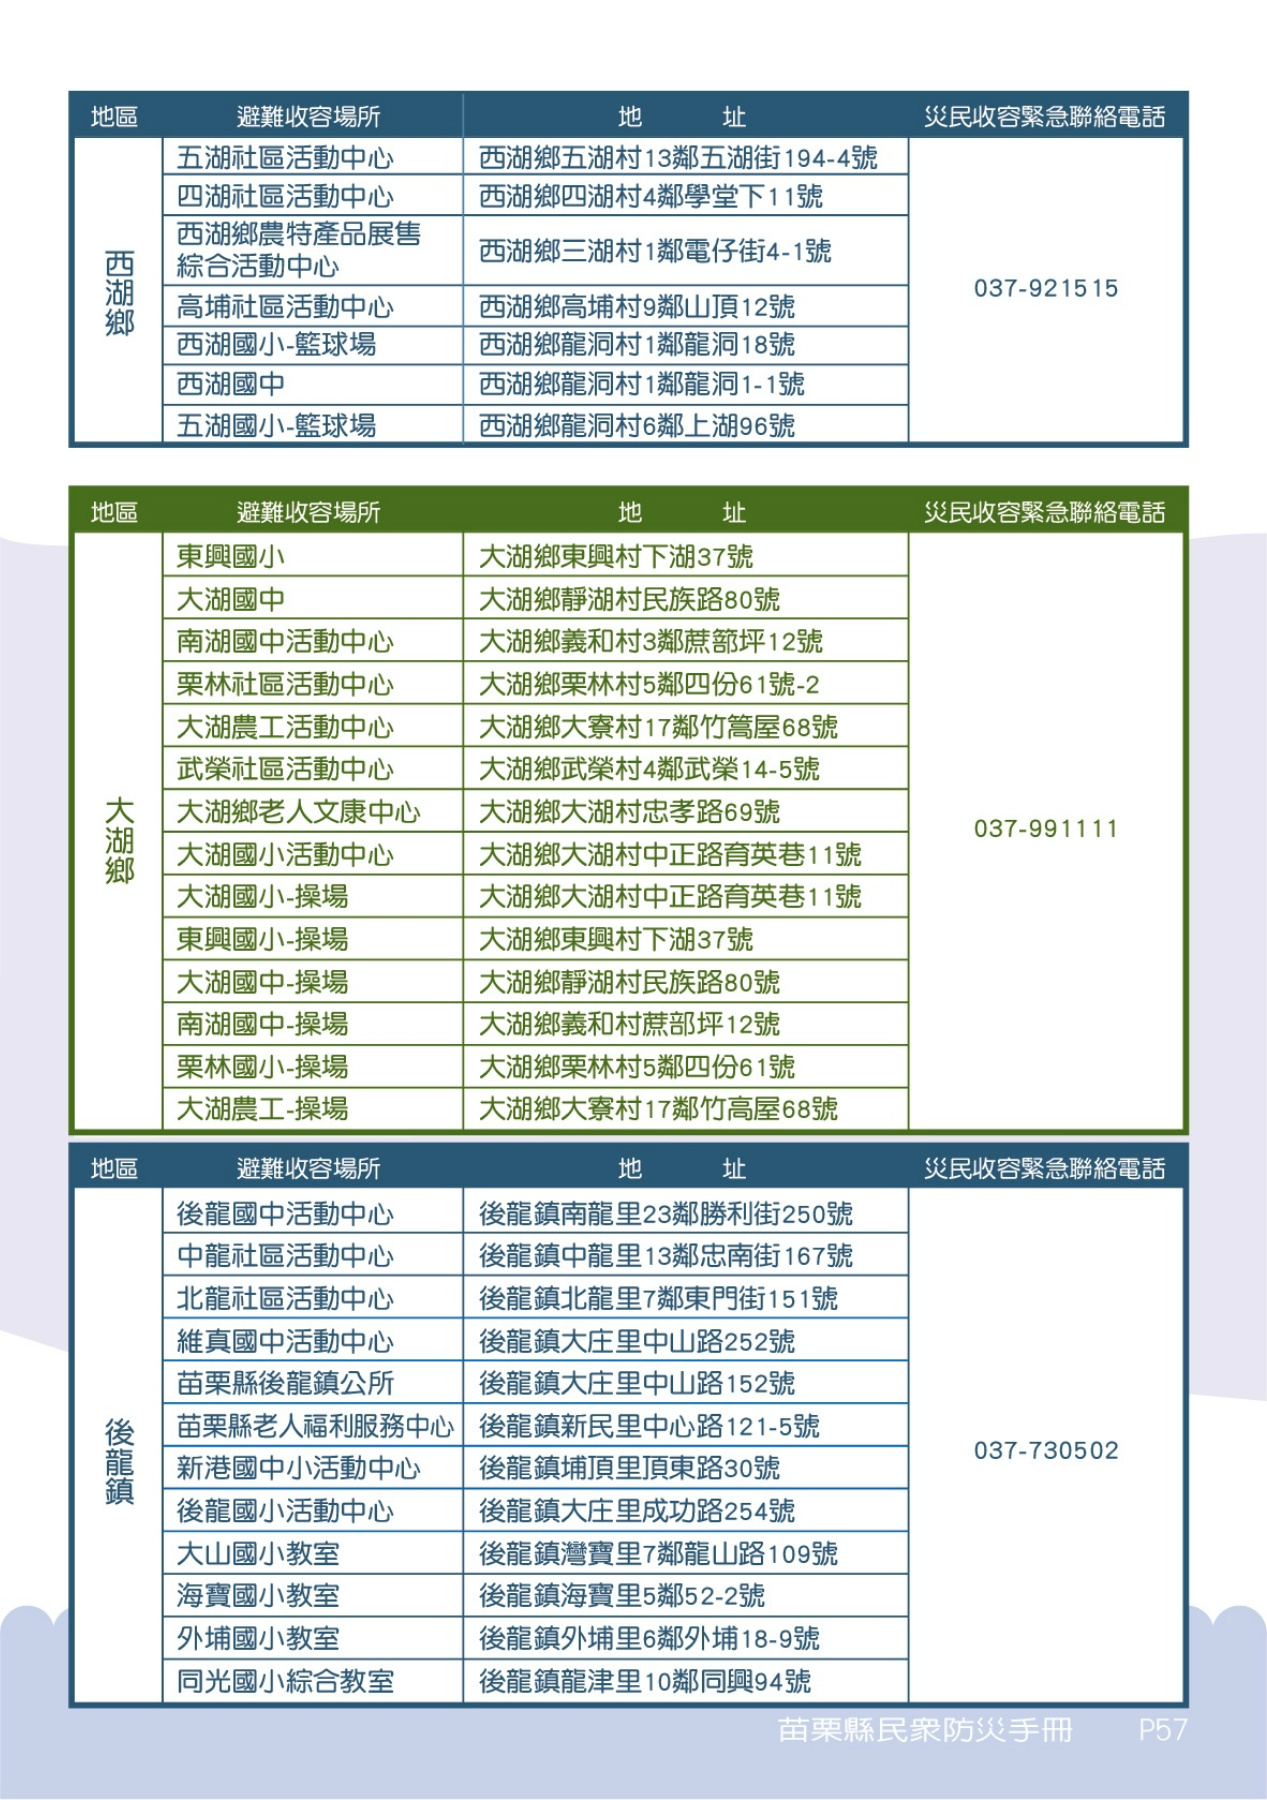 地區 避難收容場所 地 址 災民收容緊急聯絡電話
西湖鄉
五湖社區活動中心 西湖鄉五湖村13鄰五湖街194-4號
四湖社區活動中心 西湖鄉四湖村4鄰學堂下11號
西湖鄉農特產品展售
綜合活動中心 西湖鄉三湖村1鄰電仔街4-1號
037-921515
高埔社區活動中心 西湖鄉高埔村9鄰山頂12號
西湖國小-籃球場 西湖鄉龍洞村1鄰龍洞18號
西湖國中 西湖鄉龍洞村1鄰龍洞1-1號
五湖國小-籃球場 西湖鄉龍洞村6鄰上湖96號
地區 避難收容場所 地 址 災民收容緊急聯絡電話
大湖鄉
東興國小 大湖鄉東興村下湖37號
大湖國中 大湖鄉靜湖村民族路80號
南湖國中活動中心 大湖鄉義和村3鄰蔗部坪12號
栗林社區活動中心 大湖鄉栗林村5鄰四份61號-2
大湖農工活動中心 大湖鄉大寮村17鄰竹篙屋68號
武榮社區活動中心 大湖鄉武榮村4鄰武榮14-5號
大湖鄉老人文康中心 大湖鄉大湖村忠孝路69號
037-991111
大湖國小活動中心 大湖鄉大湖村中正路育英巷11號
大湖國小-操場 大湖鄉大湖村中正路育英巷11號
東興國小-操場 大湖鄉東興村下湖37號
大湖國中-操場 大湖鄉靜湖村民族路80號
南湖國中-操場 大湖鄉義和村蔗部坪12號
栗林國小-操場 大湖鄉栗林村5鄰四份61號
大湖農工-操場 大湖鄉大寮村17鄰竹高屋68號
地區 避難收容場所 地 址 災民收容緊急聯絡電話
後龍鎮
後龍國中活動中心 後龍鎮南龍里23鄰勝利街250號
中龍社區活動中心 後龍鎮中龍里13鄰忠南街167號
北龍社區活動中心 後龍鎮北龍里7鄰東門街151號
維真國中活動中心 後龍鎮大庄里中山路252號
苗栗縣後龍鎮公所 後龍鎮大庄里中山路152號
苗栗縣老人福利服務中心 後龍鎮新民里中心路121-5號
037-730502
新港國中小活動中心 後龍鎮埔頂里頂東路30號
後龍國小活動中心 後龍鎮大庄里成功路254號
大山國小教室 後龍鎮灣寶里7鄰龍山路109號
海寶國小教室 後龍鎮海寶里5鄰52-2號
外埔國小教室 後龍鎮外埔里6鄰外埔18-9號
同光國小綜合教室 後龍鎮龍津里10鄰同興94號
苗栗縣民眾防災手冊 P57